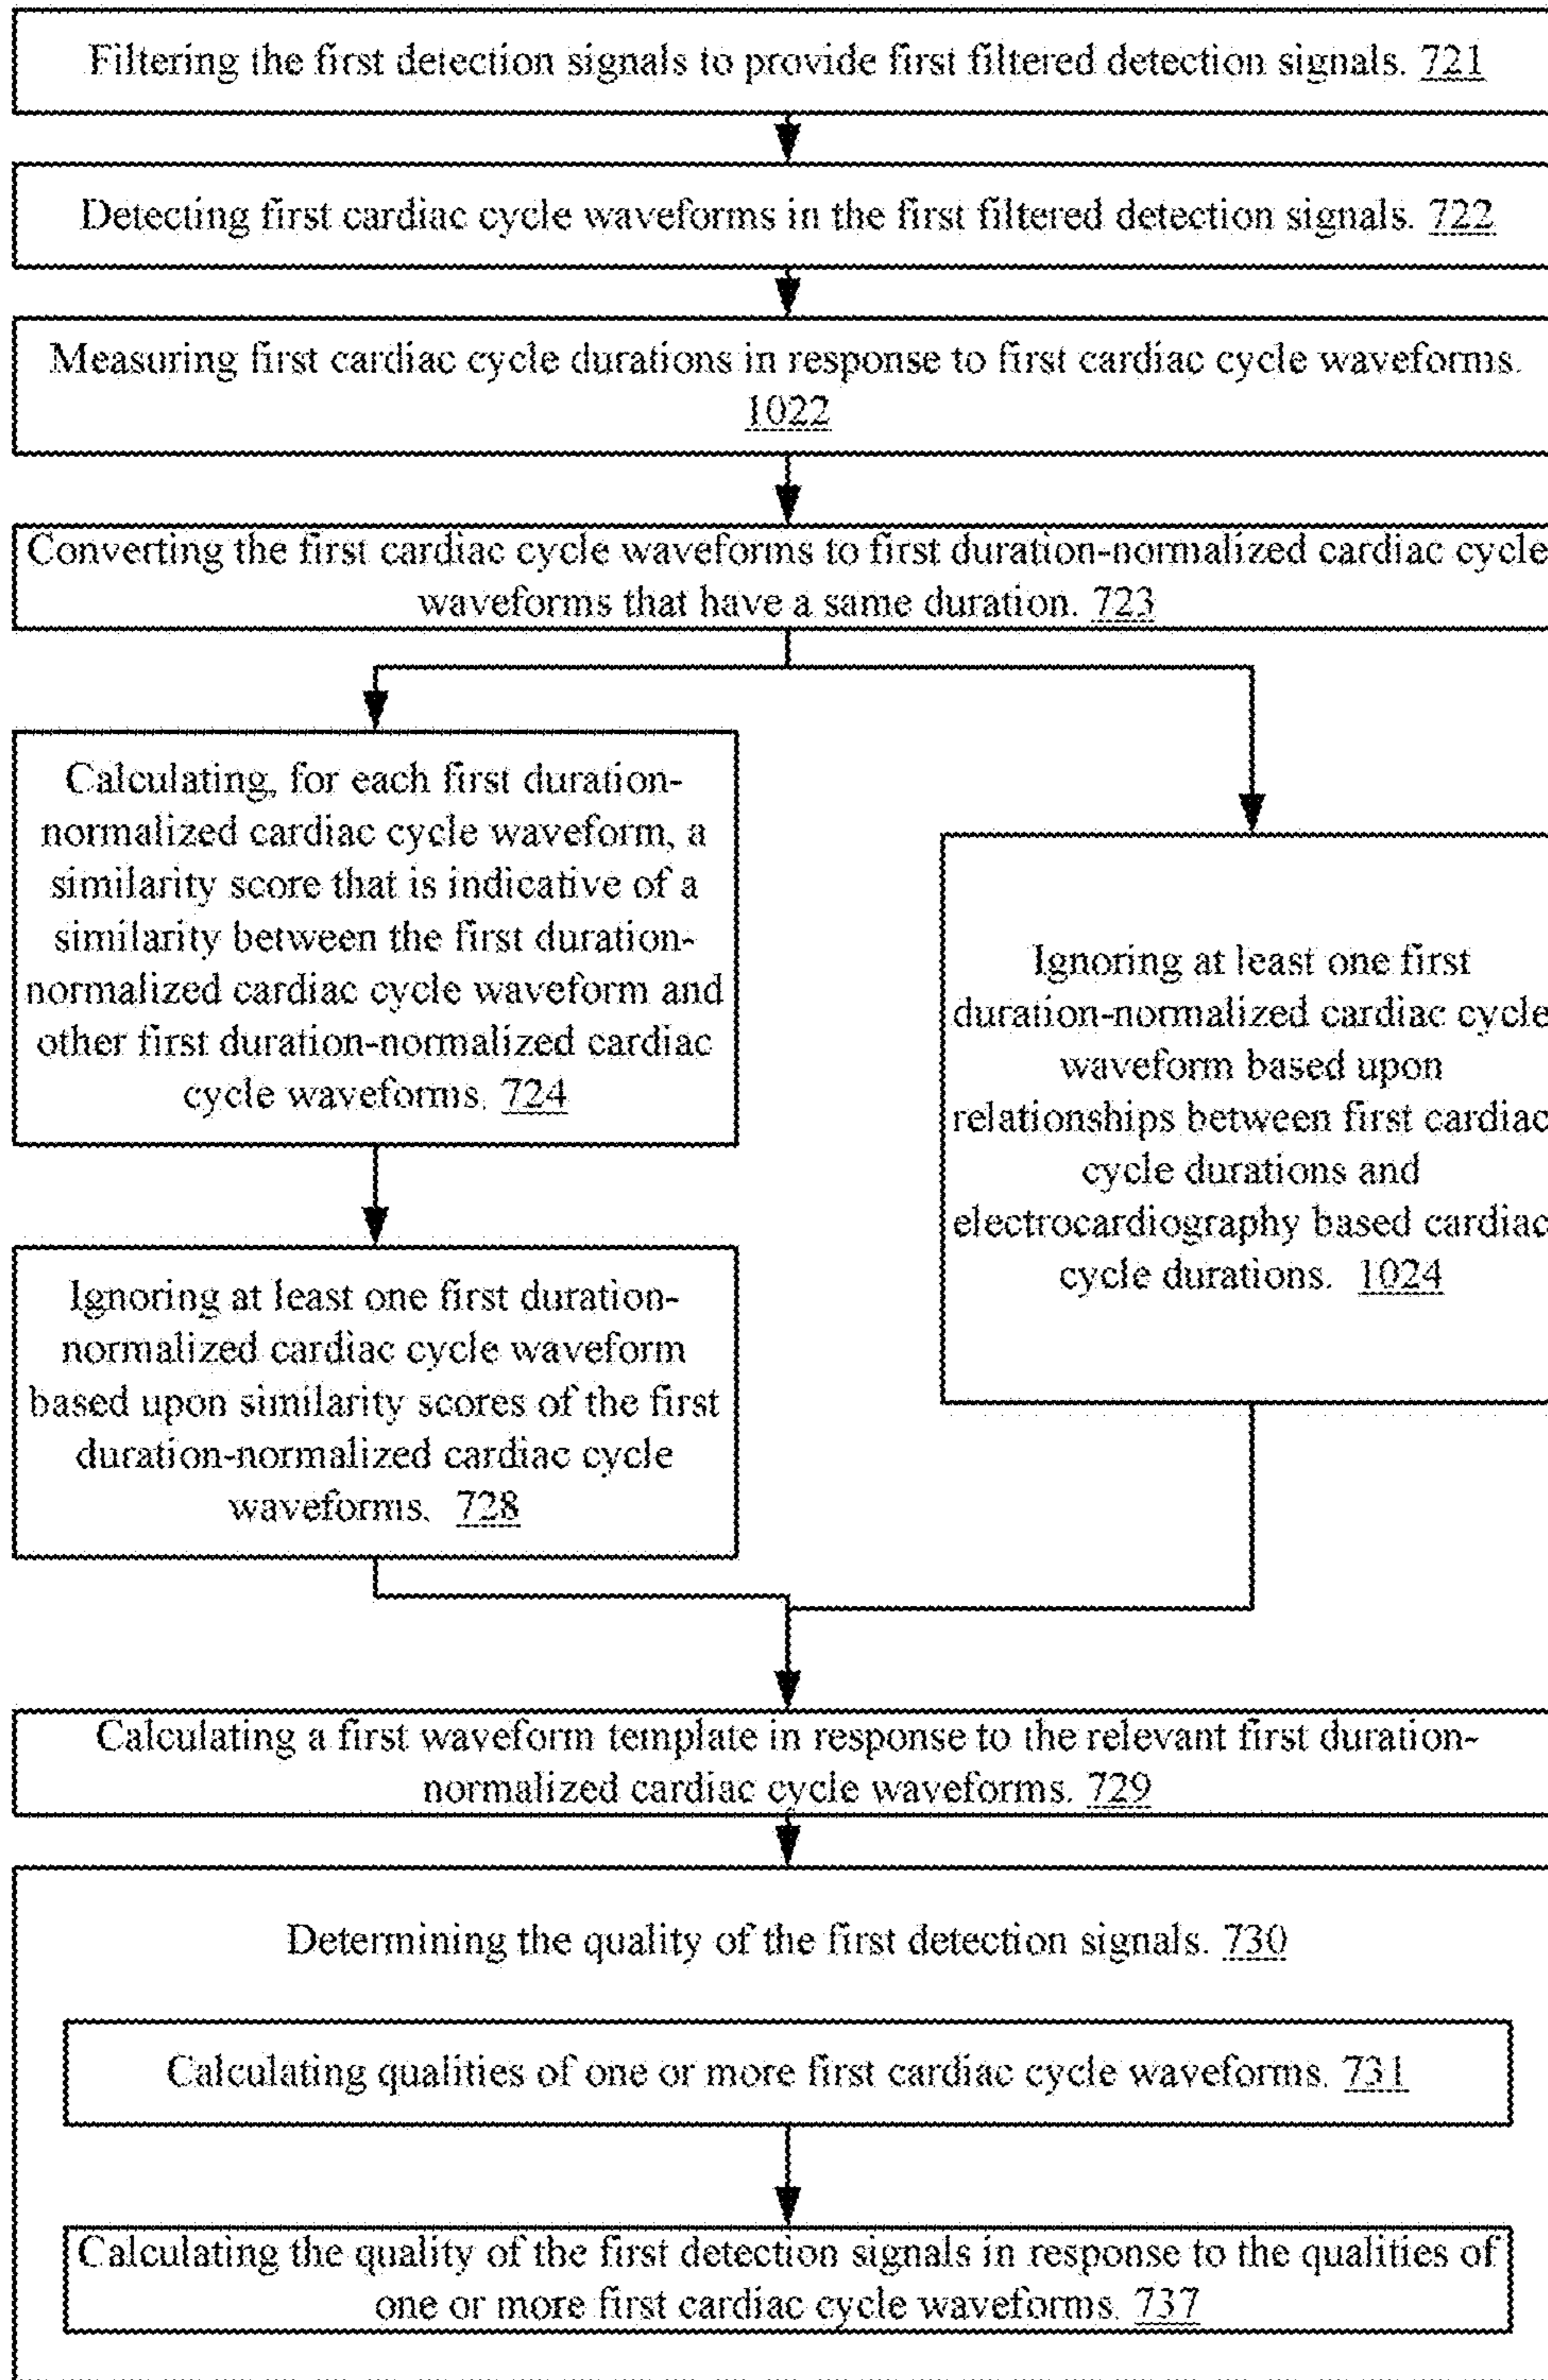 Filtering the first detection signals to provide first filtered detection signals. 721
Detecting first cardiac cycle waveforms in the first filtered detection signals. 722
Measuring first cardiac cycle durations in response to first cardiac cycle waveforms.
1022
Converting the first cardiac cycle waveforms to first duration-normalized cardiac cycle
waveforms that have a same duration. 723
Calculating, for each first duration-
normalized cardiac cycle waveform, a
similarity score that is indicative of a
similarity between the first duration-
normalized cardiac cycle waveform and
other first duration-normalized cardiac
cycle waveforms. 724
Ignoring at least one first duration-
normalized cardiac cycle waveform
based upon similarity scores of the first
duration-normalized cardiac cycle
waveforms. 728
Ignoring at least one first
duration-normalized cardiac cycle
waveform based upon
relationships between first cardiac
cycle durations and
electrocardiography based cardiac
cycle durations. 1024
Calculating a first waveform template in response to the relevant first duration-
normalized cardiac cycle waveforms. 729
Determining the quality of the first detection signals. 730
Calculating qualities of one or more first cardiac cycle waveforms. 731
Calculating the quality of the first detection signals in response to the qualities of
one or more first cardiac cycle waveforms. 737